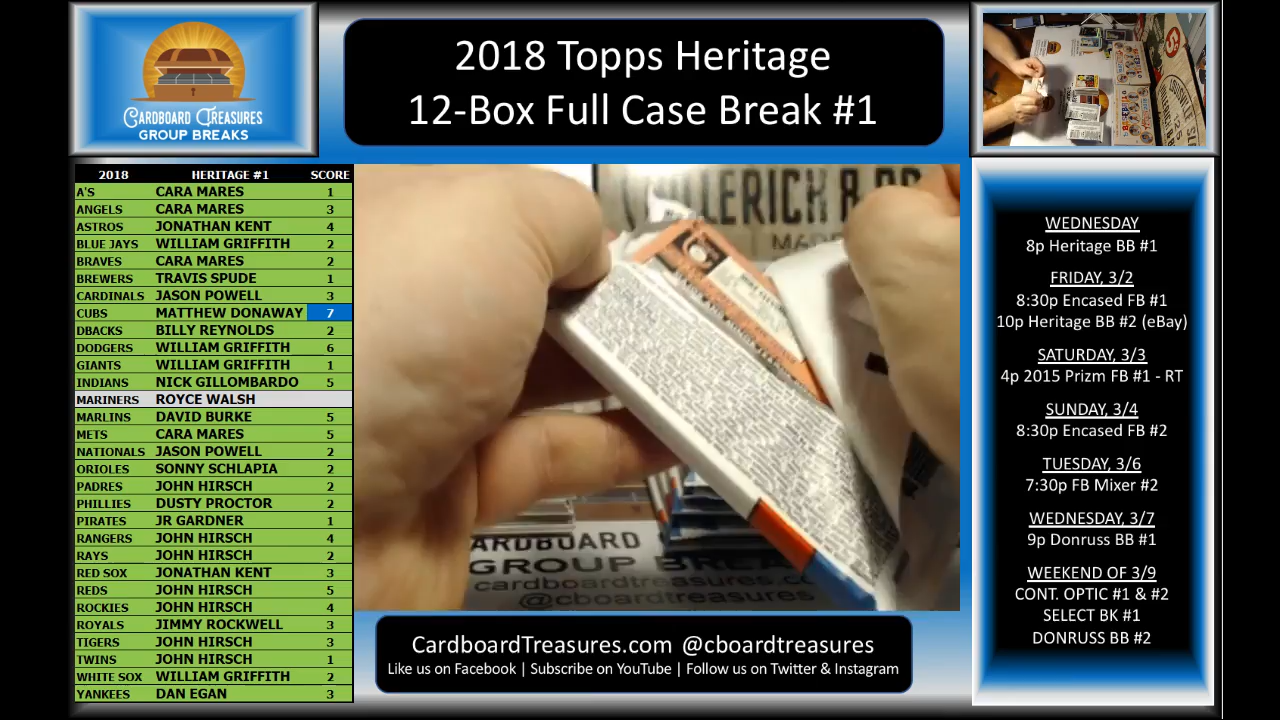 CARDBOARD TREASURES
GROUP BREAKS
2018 Topps Heritage
12-Box Full Case Break #1
2018 HERITAGE #1 SCORE
A'S CARA MARES 1
ANGELS CARA MARES 3
ASTROS JONATHAN KENT 4
BLUE JAYS WILLIAM GRIFFITH 2
BRAVES CARA MARES 2
BREWERS TRAVIS SPUDE 1
CARDINALS JASON POWELL 3
CUBS MATTHEW DONAWAY 7
DBACKS BILLY REYNOLDS 2
DODGERS WILLIAM GRIFFITH 6
GIANTS WILLIAM GRIFFITH 1
INDIANS NICK GILLOMBARDO 5
MARINERS ROYCE WALSH
MARLINS DAVID BURKE 5
METS CARA MARES 5
NATIONALS JASON POWELL 2
ORIOLES SONNY SCHLAPIA 2
PADRES JOHN HIRSCH 2
PHILLIES DUSTY PROCTOR 2
PIRATES JR GARDNER 1
RANGERS JOHN HIRSCH 4
RAYS JOHN HIRSCH 2
RED SOX JONATHAN KENT 3
REDS JOHN HIRSCH 5
ROCKIES JOHN HIRSCH 4
ROYALS JIMMY ROCKWELL 3
TIGERS JOHN HIRSCH 3
TWINS JOHN HIRSCH 1
WHITE SOX WILLIAM GRIFFITH 2
YANKEES DAN EGAN 3
LLERICH &
MAD
ARDBOARD
GROUP BREA
cardboardtreasures.c
@cboardtreasures
CardboardTreasures.com @cboardtreasures
Like us on Facebook | Subscribe on YouTube | Follow us on Twitter & Instagram
WEDNESDAY
8p Heritage BB #1
FRIDAY, 3/2
8:30p Encased FB #1
10p Heritage BB #2 (eBay)
SATURDAY, 3/3
4p 2015 Prizm FB #1 - RT
SUNDAY, 3/4
8:30p Encased FB #2
TUESDAY, 3/6
7:30p FB Mixer #2
WEDNESDAY, 3/7
9p Donruss BB #1
WEEKEND OF 3/9
CONT. OPTIC #1 & #2
SELECT BK #1
DONRUSS BB #2